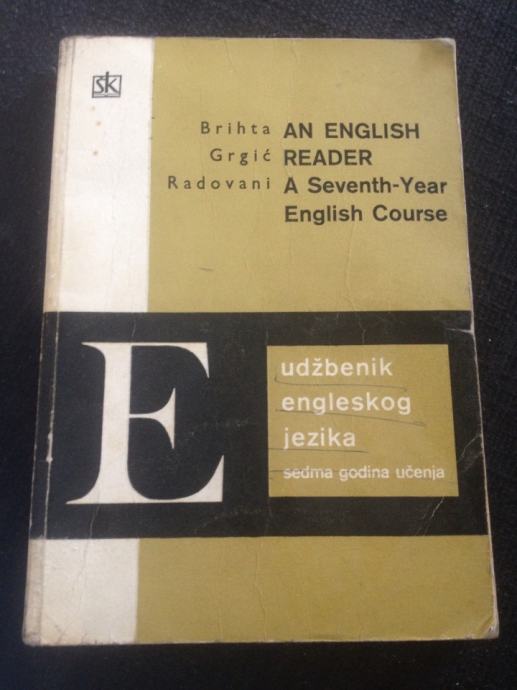 šk
Brihta AN ENGLISH
Grgić READER
Radovani A Seventh-Year
English Course
E
udžbenik
engleskog
jezika
sedma godina učenja